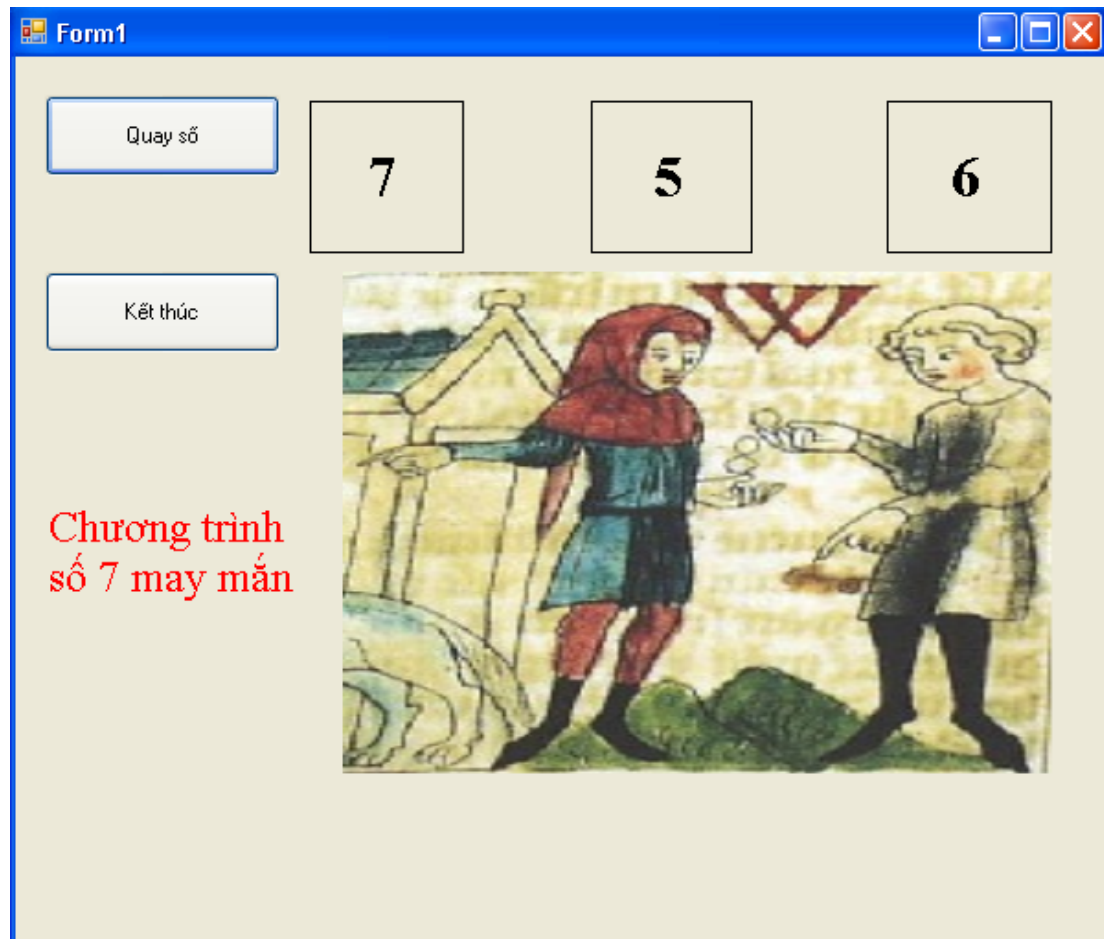 Form1
Quay số
7
5
6
Kết thúc
W
Chương trình
số 7 may mắn